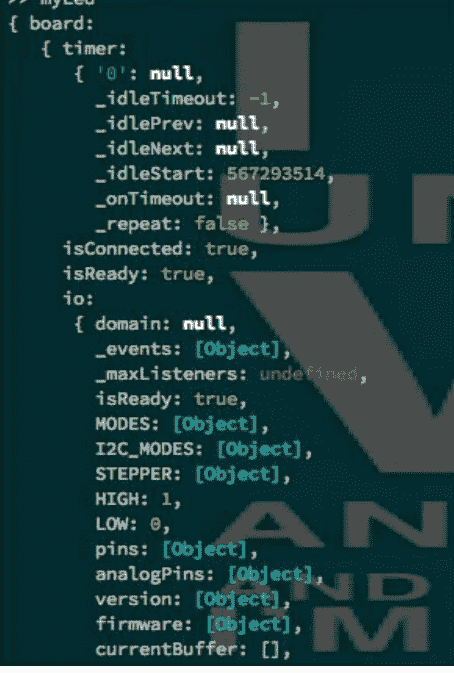 >> myLed
{ board:
{ timer:
{ '0': null,
_idleTimeout: -1,
_idlePrev: null,
_idleNext: null,
_idleStart: 567293514,
_onTimeout: null,
_repeat: false },
isConnected: true,
isReady: true,
io:
{ domain: null,
_events: [Object],
_maxListeners: undefined,
isReady: true,
MODES: [Object],
I2C_MODES: [Object],
STEPPER: [Object],
HIGH: 1,
LOW: 0,
pins: [Object],
analogPins: [Object],
version: [Object],
firmware: [Object],
currentBuffer: [],